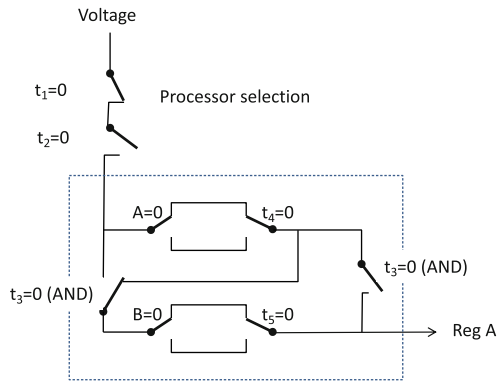 Voltage
t₁=0
Processor selection
t₂=0
A=0
t₄=0
t₃=0 (AND)
t₃=0 (AND)
B=0
t₅=0
Reg A